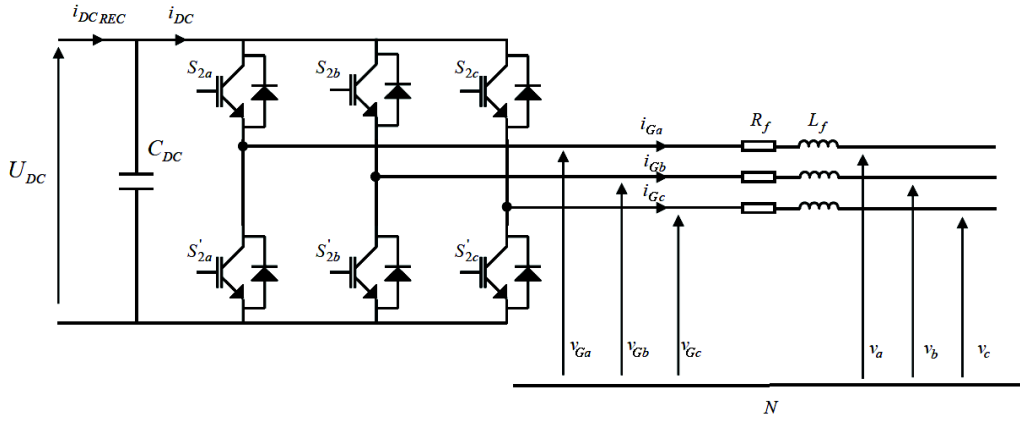 i_DC REC
i_DC
S_2a
S_2b
S_2c
i_Ga
R_f
L_f
U_DC
C_DC
i_Gb
i_Gc
S'_2a
S'_2b
S'_2c
v_Ga
v_Gb
v_Gc
v_a
v_b
v_c
N